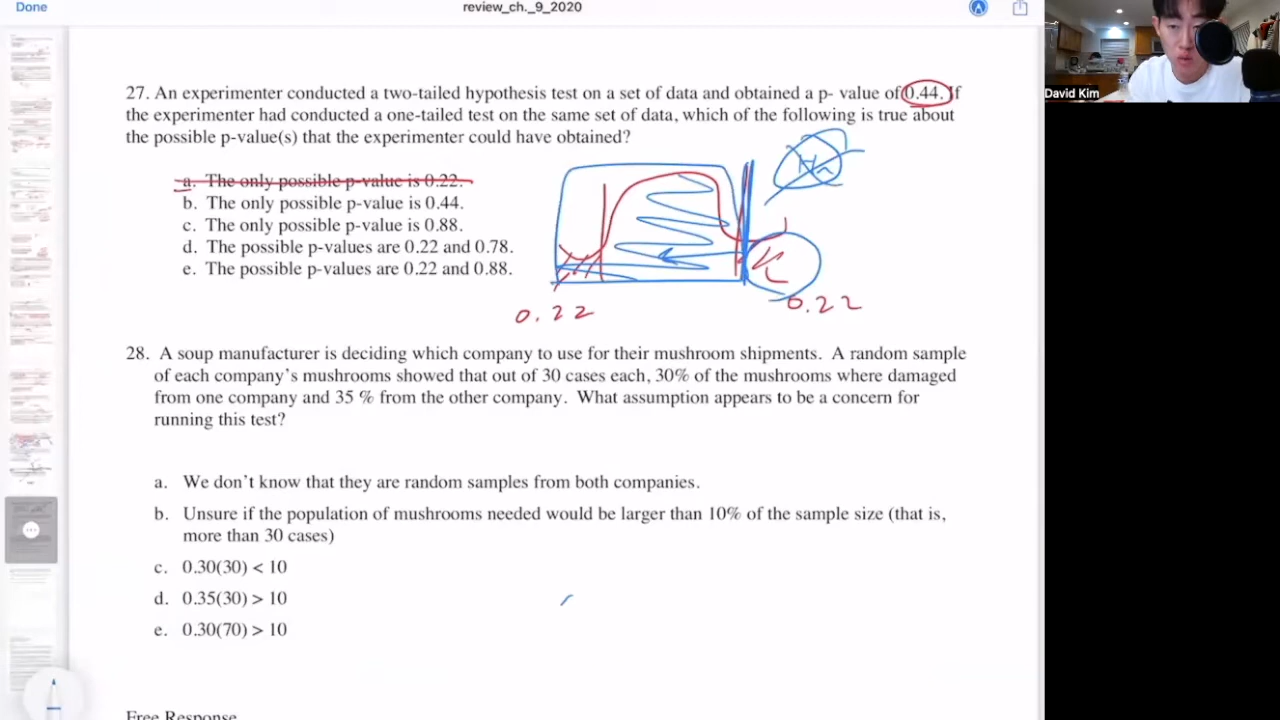 Done
review_ch._9_2020
David Kim
27. An experimenter conducted a two-tailed hypothesis test on a set of data and obtained a p- value of 0.44. If
the experimenter had conducted a one-tailed test on the same set of data, which of the following is true about
the possible p-value(s) that the experimenter could have obtained?
a. The only possible p-value is 0.22.
b. The only possible p-value is 0.44.
c. The only possible p-value is 0.88.
d. The possible p-values are 0.22 and 0.78.
e. The possible p-values are 0.22 and 0.88.
0.22
0.22
28. A soup manufacturer is deciding which company to use for their mushroom shipments. A random sample
of each company's mushrooms showed that out of 30 cases each, 30% of the mushrooms where damaged
from one company and 35 % from the other company. What assumption appears to be a concern for
running this test?
a. We don't know that they are random samples from both companies.
b. Unsure if the population of mushrooms needed would be larger than 10% of the sample size (that is,
more than 30 cases)
c. 0.30(30) < 10
d. 0.35(30) > 10
e. 0.30(70) > 10
Free Response